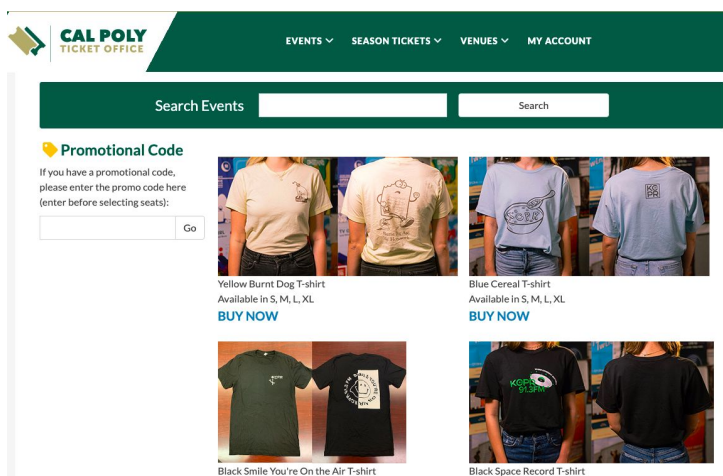 CAL POLY
TICKET OFFICE
EVENTS
SEASON TICKETS
VENUES
MY ACCOUNT
Search Events
Search
Promotional Code
If you have a promotional code,
please enter the promo code here
(enter before selecting seats):
Go
Yellow Burnt Dog T-shirt
Available in S, M, L, XL
BUY NOW
KCPR
Blue Cereal T-shirt
Available in S, M, L, XL
BUY NOW
Black Smile You're On the Air T-shirt
KCPR
91.3FM
Black Space Record T-shirt